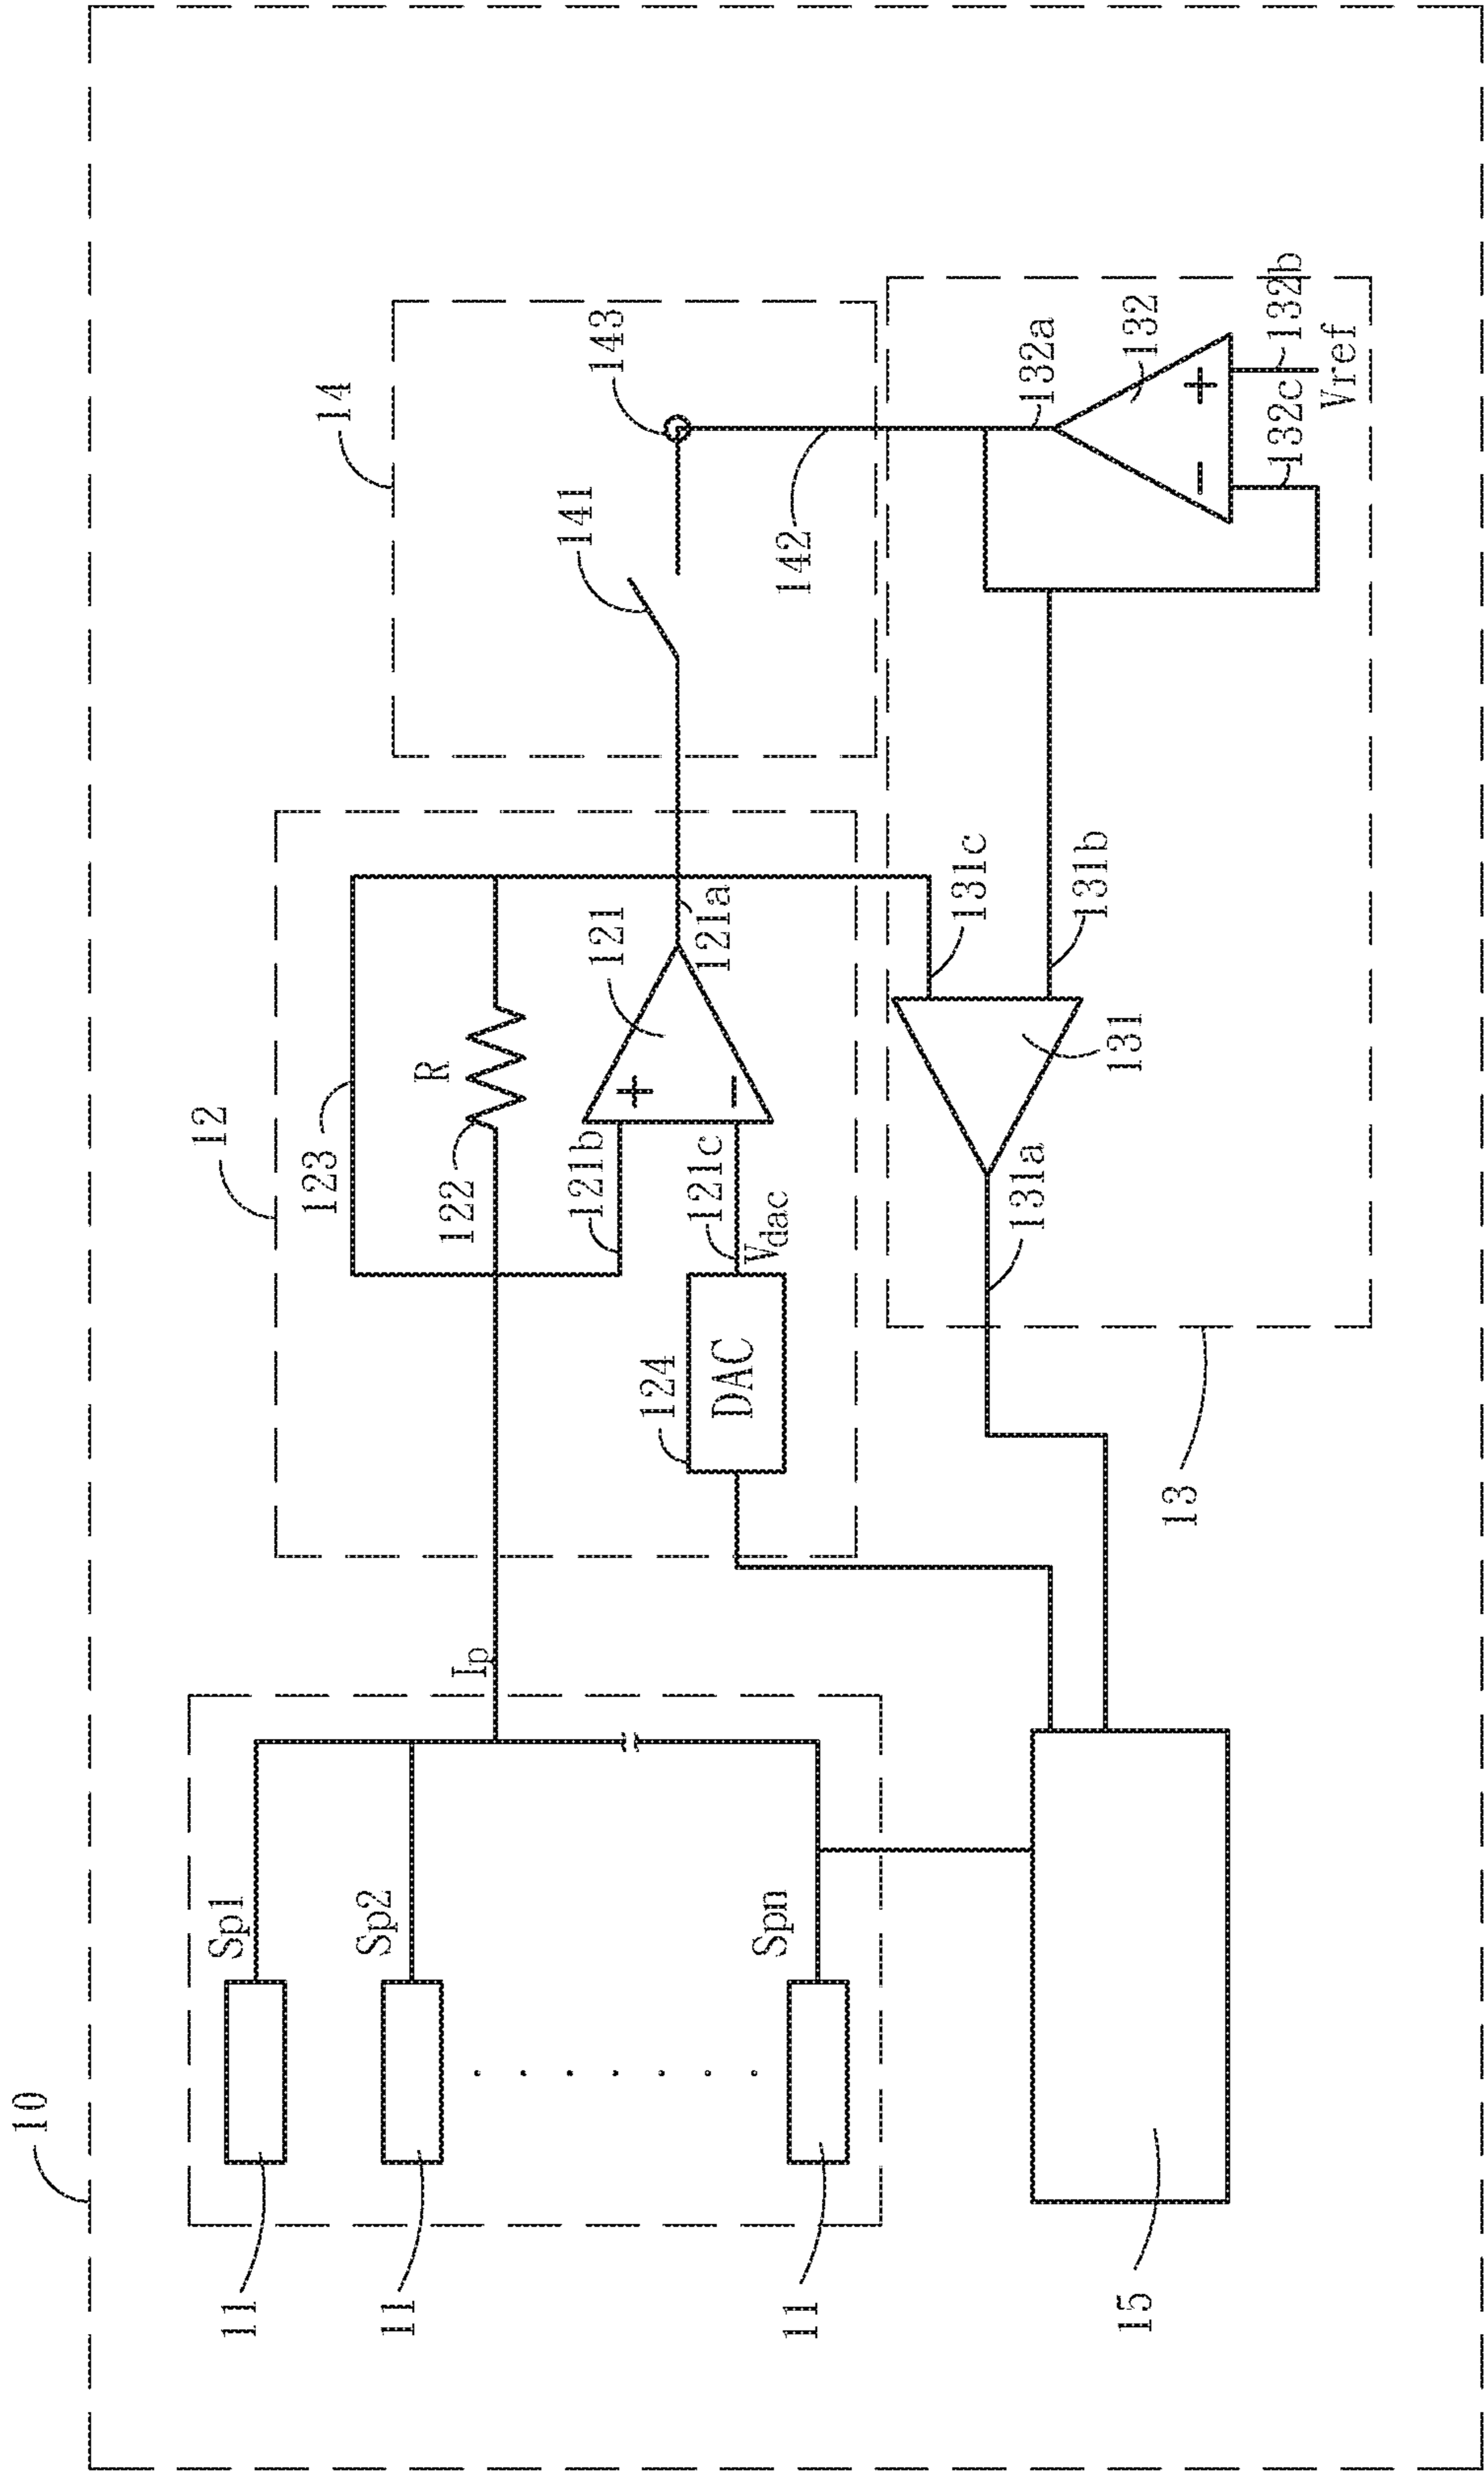 10
12
14
123
R
122
121
121b
121a
121c
Vdac
124
DAC
141
143
142
Ip
Sp1
Sp2
Spn
11
11
11
131c
131b
131
131a
132a
132
132c
132b
Vref
13
15
+
−
+
−